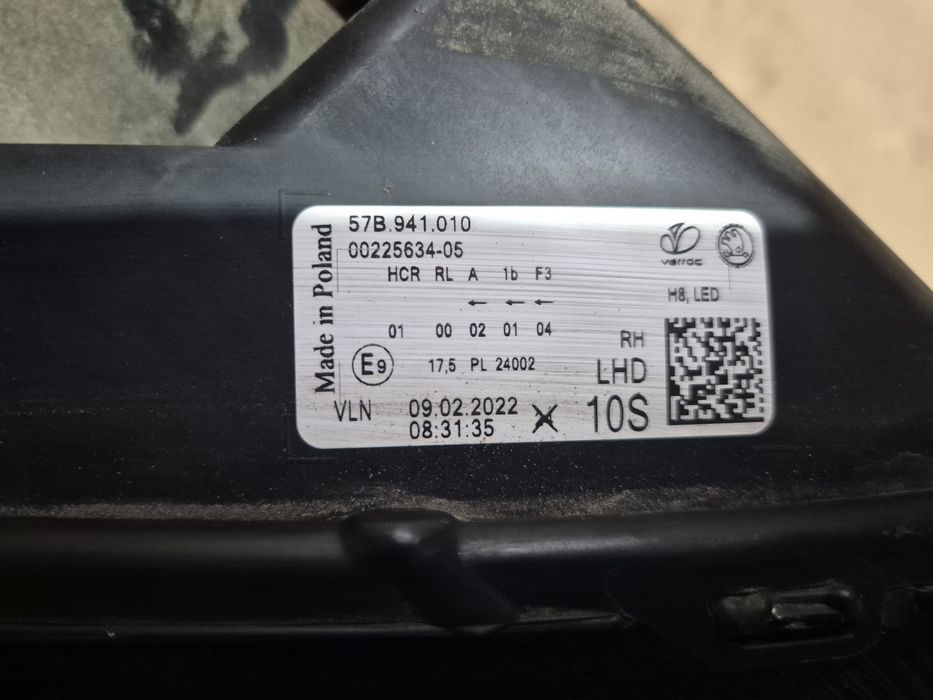 Made in Poland
57B.941.010
00225634-05
varroc
HCR RL A 1b F3
← ← ←
H8, LED
01 00 02 01 04
RH
E9
17,5 PL 24002
LHD
VLN
09.02.2022
08:31:35
10S